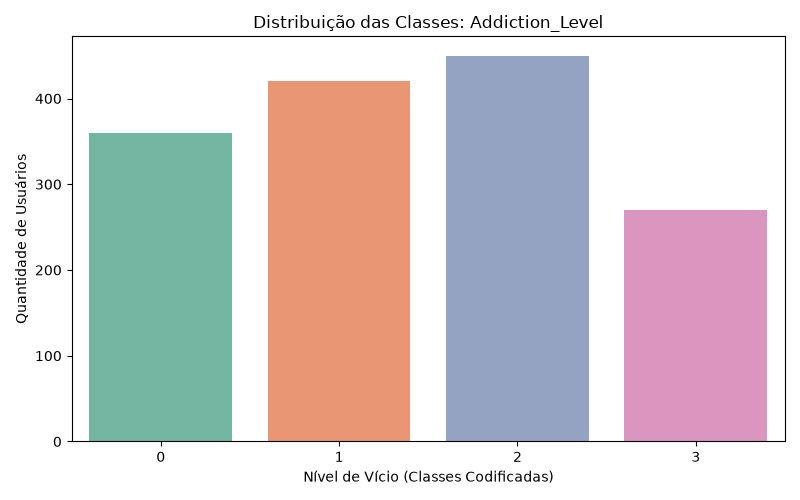 Distribuição das Classes: Addiction_Level
Quantidade de Usuários
400
300
200
100
0
0 1 2 3
Nível de Vício (Classes Codificadas)